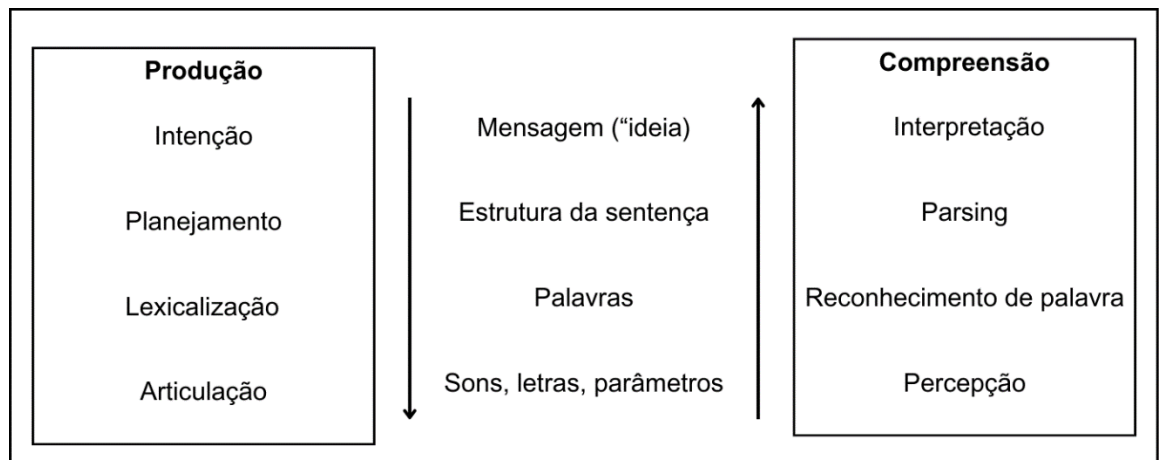 Produção
Intenção
Planejamento
Lexicalização
Articulação
Mensagem (“ideia)
Estrutura da sentença
Palavras
Sons, letras, parâmetros
Compreensão
Interpretação
Parsing
Reconhecimento de palavra
Percepção